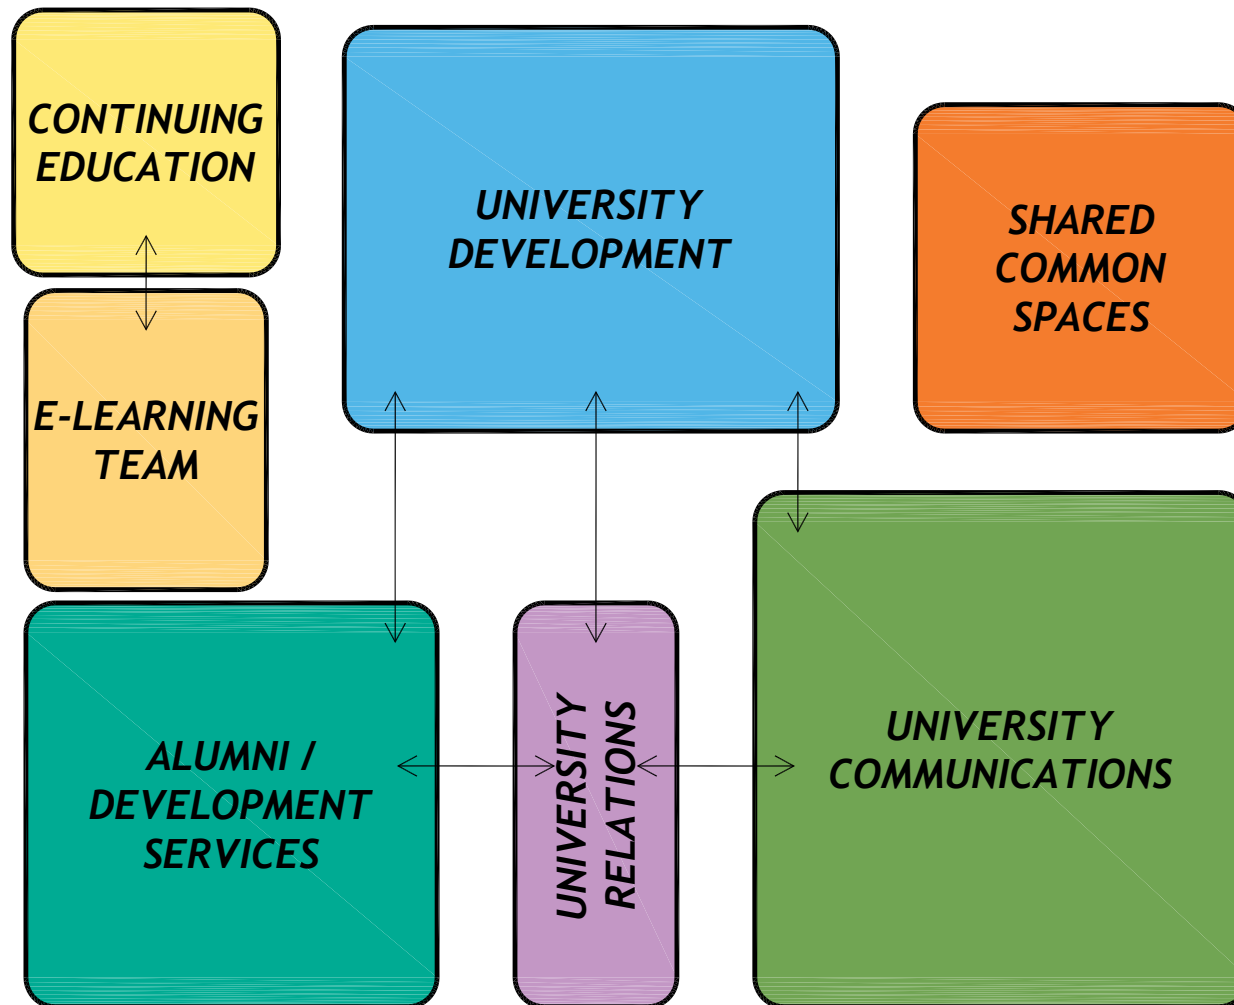 CONTINUING
EDUCATION
UNIVERSITY
DEVELOPMENT
SHARED
COMMON
SPACES
E-LEARNING
TEAM
ALUMNI /
DEVELOPMENT
SERVICES
UNIVERSITY
RELATIONS
UNIVERSITY
COMMUNICATIONS